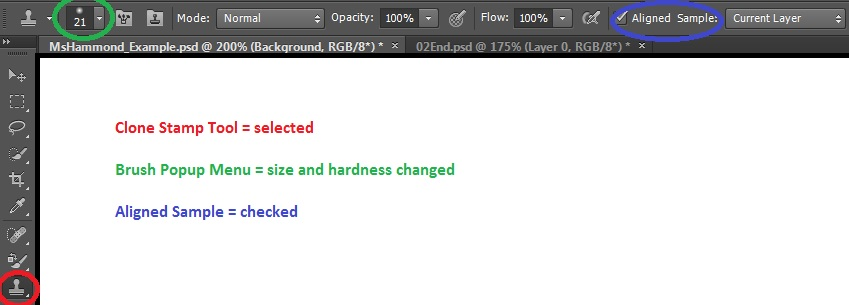 21 Mode: Normal Opacity: 100% Flow: 100% Aligned Sample: Current Layer
MsHammond_Example.psd @ 200% (Background, RGB/8*) * × 02End.psd @ 175% (Layer 0, RGB/8*) * ×
Clone Stamp Tool = selected
Brush Popup Menu = size and hardness changed
Aligned Sample = checked